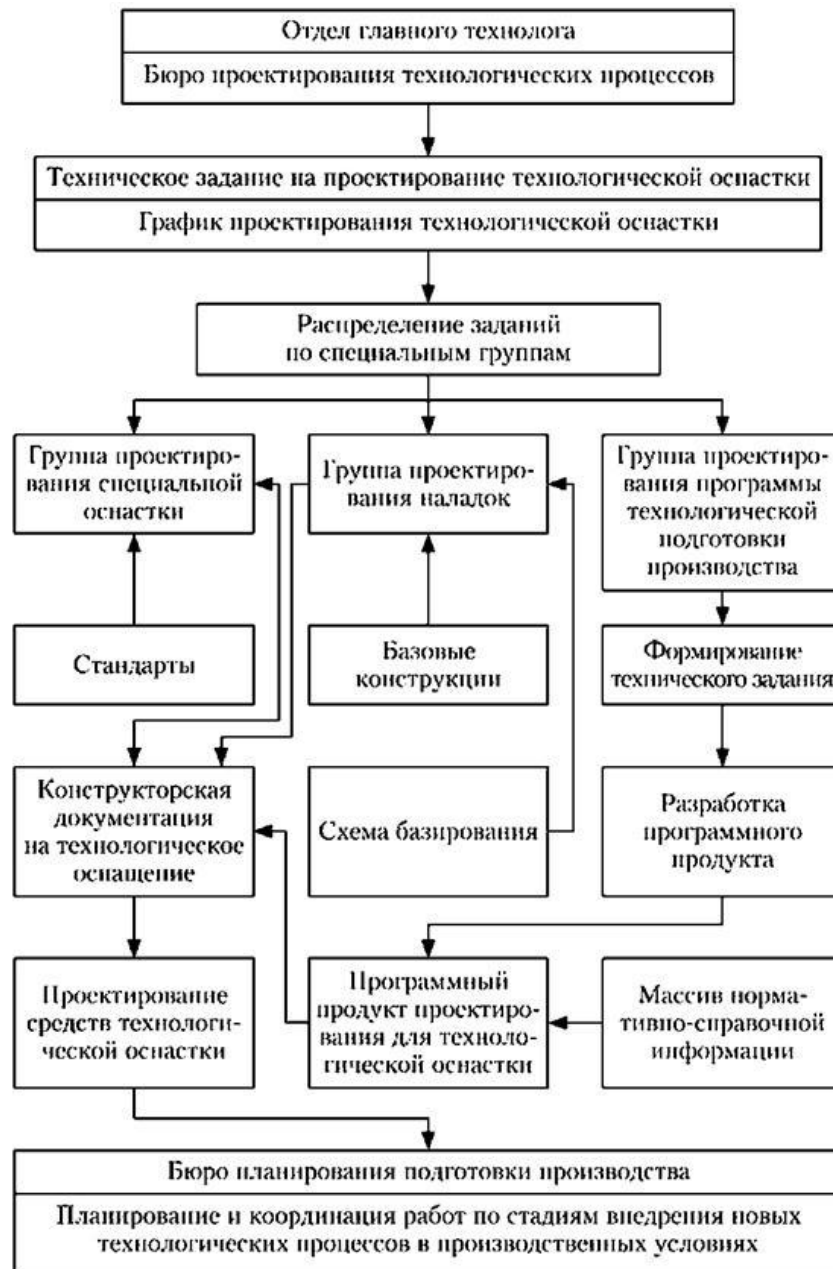 Отдел главного технолога
Бюро проектирования технологических процессов
Техническое задание на проектирование технологической оснастки
График проектирования технологической оснастки
Распределение заданий
по специальным группам
Группа проектиро-
вания специальной
оснастки
Группа проектиро-
вания наладок
Группа проектиро-
вания программы
технологической
подготовки
производства
Стандарты
Базовые
конструкции
Формирование
технического задания
Конструкторская
документация
на технологическое
оснащение
Схема базирования
Разработка
программного
продукта
Проектирование
средств технологи-
ческой оснастки
Программный
продукт проектиро-
вания для техноло-
гической оснастки
Массив норма-
тивно-справочной
информации
Бюро планирования подготовки производства
Планирование и координация работ по стадиям внедрения новых
технологических процессов в производственных условиях